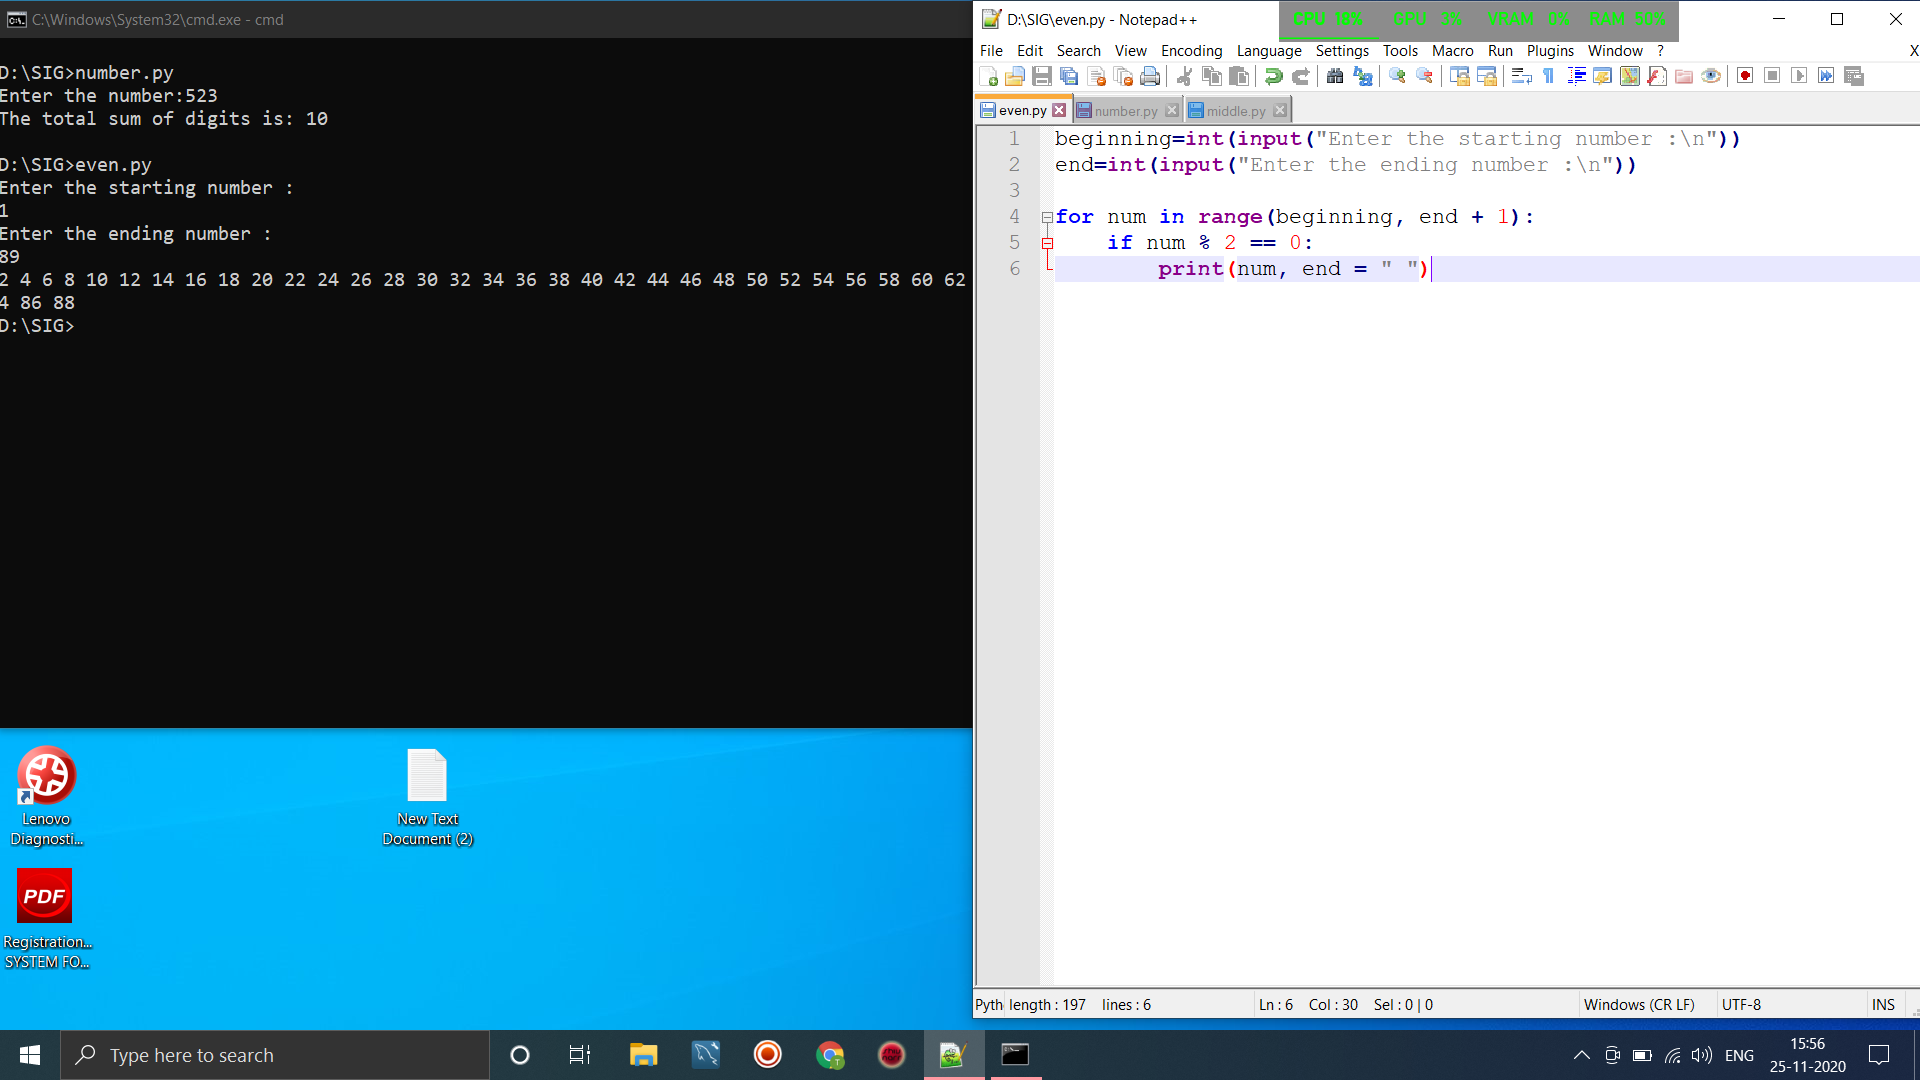 C:\Windows\System32\cmd.exe - cmd
D:\SIG>number.py
Enter the number:523
The total sum of digits is: 10
D:\SIG>even.py
Enter the starting number :
1
Enter the ending number :
89
2 4 6 8 10 12 14 16 18 20 22 24 26 28 30 32 34 36 38 40 42 44 46 48 50 52 54 56 58 60 62
4 86 88
D:\SIG>
D:\SIG\even.py - Notepad++
CPU 18% GPU 3% VRAM 0% RAM 56%
File Edit Search View Encoding Language Settings Tools Macro Run Plugins Window ? X
even.py number.py middle.py
1 beginning=int(input("Enter the starting number :\n"))
2 end=int(input("Enter the ending number :\n"))
3
4 for num in range(beginning, end + 1):
5     if num % 2 == 0:
6         print(num, end = " ")
Pyth length : 197 lines : 6 Ln : 6 Col : 30 Sel : 0 | 0 Windows (CR LF) UTF-8 INS
Lenovo
Diagnosti...
New Text
Document (2)
PDF
Registration...
SYSTEM FO...
Type here to search
ENG
15:56
25-11-2020